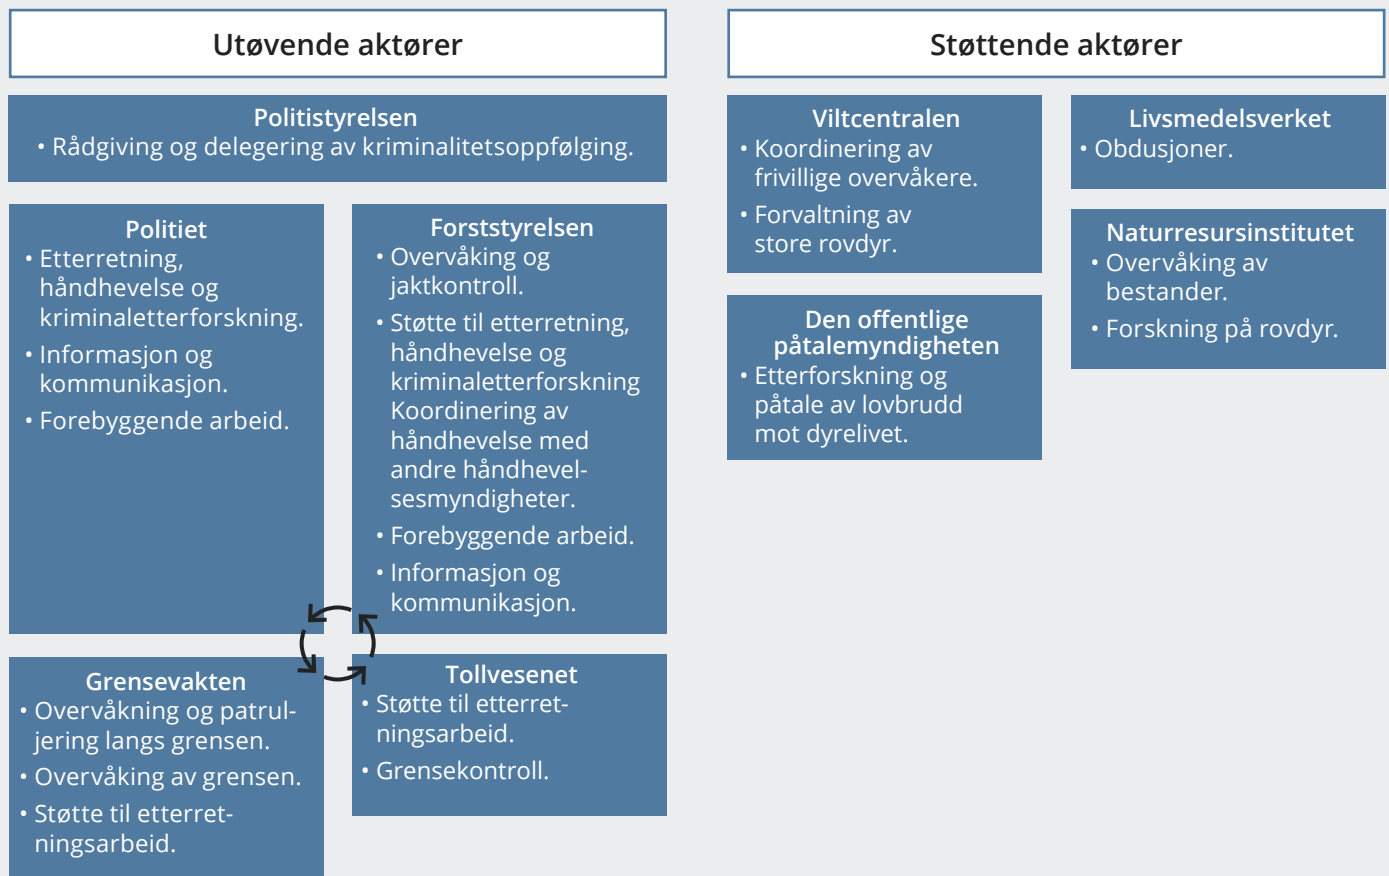 Utøvende aktører
Politistyrelsen
• Rådgiving og delegering av kriminalitetsoppfølging.
Politiet
• Etterretning,
håndhevelse og
kriminaletterforskning.
• Informasjon og
kommunikasjon.
• Forebyggende arbeid.
Forststyrelsen
• Overvåking og
jaktkontroll.
• Støtte til etterretning,
håndhevelse og
kriminaletterforskning
Koordinering av
håndhevelse med
andre håndhevel-
sesmyndigheter.
• Forebyggende arbeid.
• Informasjon og
kommunikasjon.
Grensevakten
• Overvåkning og patrul-
jering langs grensen.
• Overvåking av grensen.
• Støtte til etterret-
ningsarbeid.
Tollvesenet
• Støtte til etterret-
ningsarbeid.
• Grensekontroll.
Støttende aktører
Viltcentralen
• Koordinering av
frivillige overvåkere.
• Forvaltning av
store rovdyr.
Den offentlige
påtalemyndigheten
• Etterforskning og
påtale av lovbrudd
mot dyrelivet.
Livsmedelsverket
• Obdusjoner.
Naturresursinstitutet
• Overvåking av
bestander.
• Forskning på rovdyr.